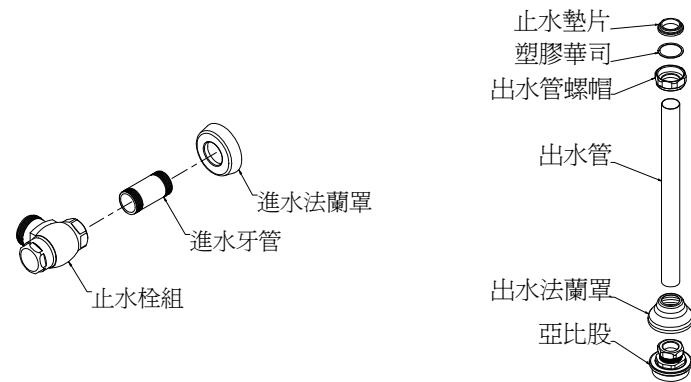 止水墊片
塑膠華司
出水管螺帽
出水管
進水法蘭罩
進水牙管
止水栓組
出水法蘭罩
亞比股